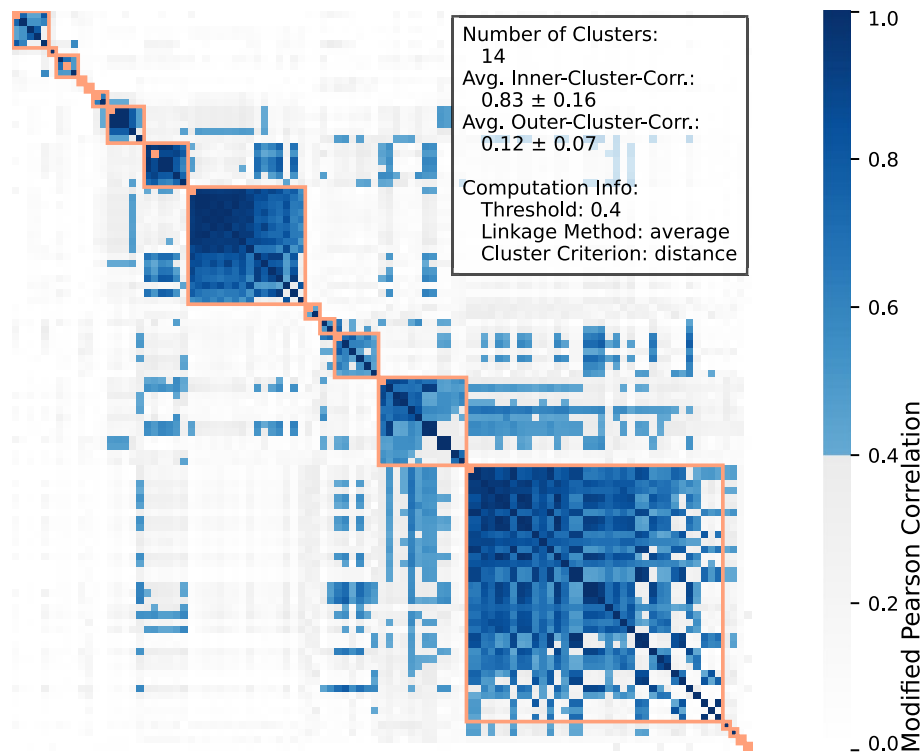 Number of Clusters:
14
Avg. Inner-Cluster-Corr.:
0.83 ± 0.16
Avg. Outer-Cluster-Corr.:
0.12 ± 0.07
Computation Info:
Threshold: 0.4
Linkage Method: average
Cluster Criterion: distance
1.0
0.8
0.6
0.4
0.2
0.0
Modified Pearson Correlation